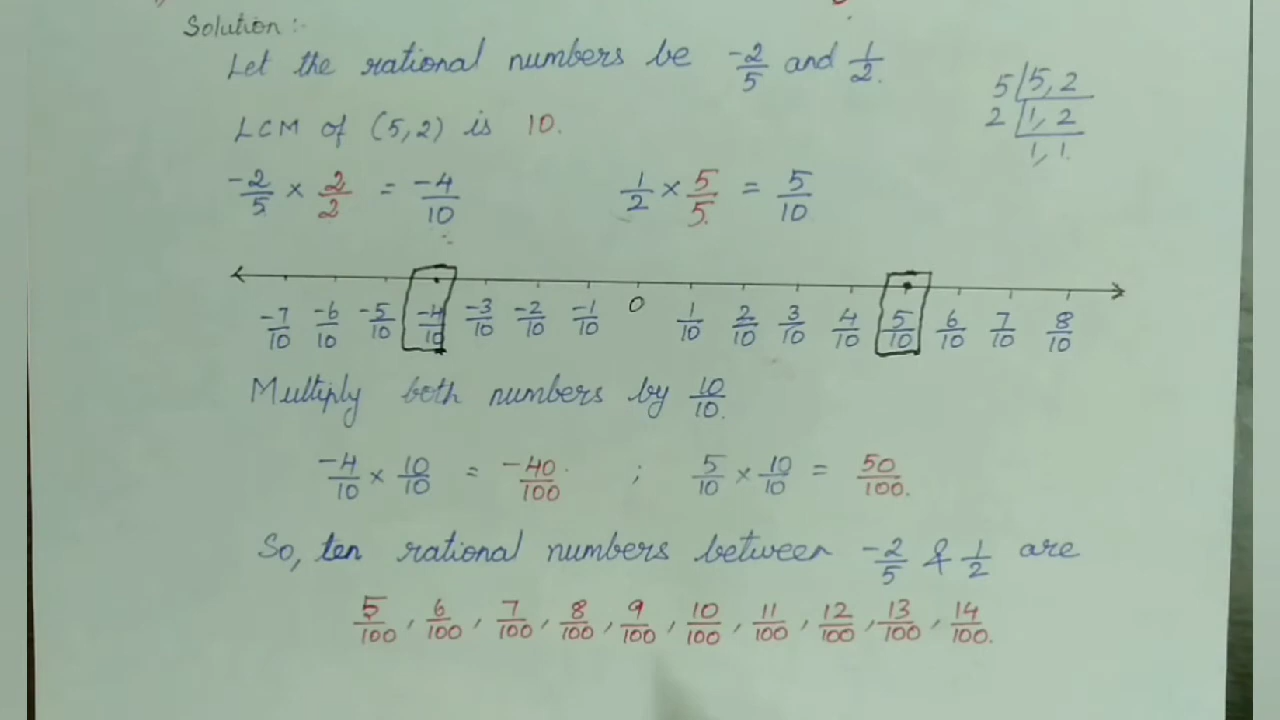 Solution :-
Let the rational numbers be -2/5 and 1/2.
5 | 5, 2
2 | 1, 2
1, 1.
LCM of (5,2) is 10.
-2/5 × 2/2 = -4/10 1/2 × 5/5. = 5/10
-7/10 -6/10 -5/10 -4/10 -3/10 -2/10 -1/10 0 1/10 2/10 3/10 4/10 5/10 6/10 7/10 8/10
Multiply both numbers by 10/10.
-4/10 × 10/10 = -40/100 ; 5/10 × 10/10 = 50/100.
So, ten rational numbers between -2/5 & 1/2 are
5/100, 6/100, 7/100, 8/100, 9/100, 10/100, 11/100, 12/100, 13/100, 14/100.